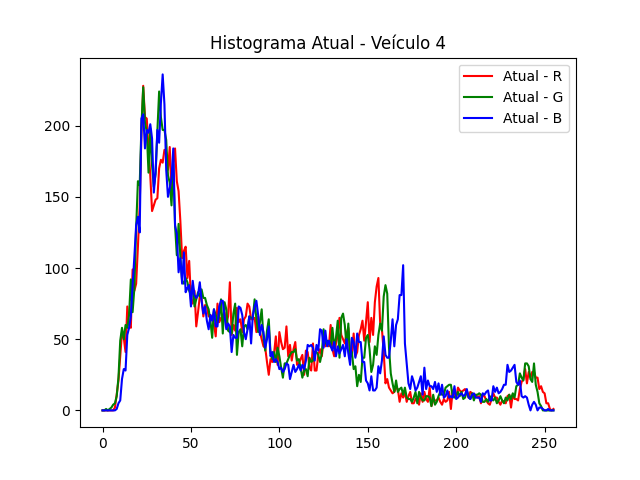 Histograma Atual - Veículo 4
Atual - R
Atual - G
Atual - B
200
150
100
50
0
0 50 100 150 200 250